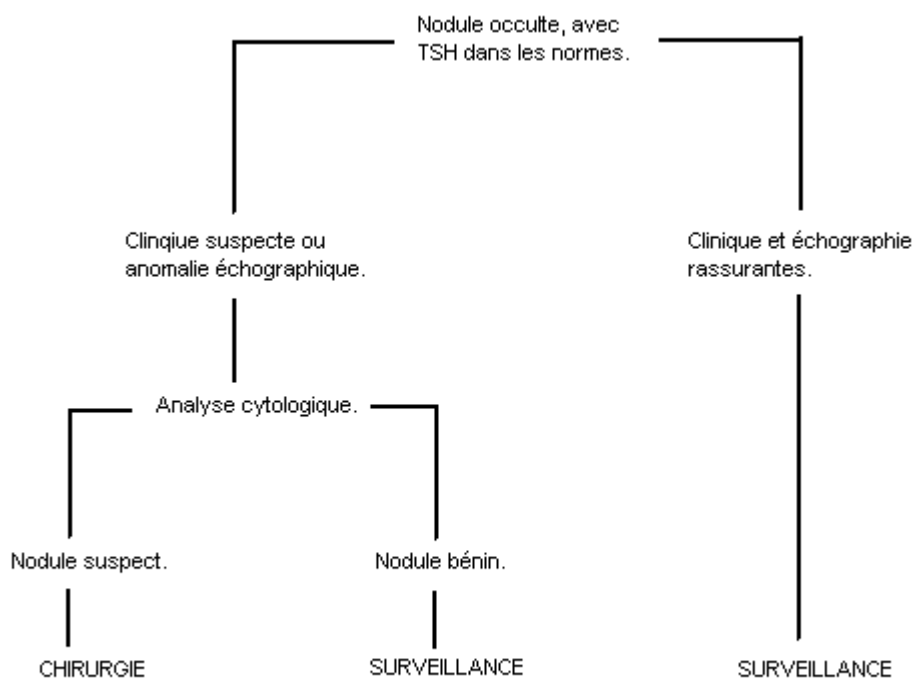 Nodule occulte, avec
TSH dans les normes.
Clinqiue suspecte ou
anomalie échographique.
Clinique et échographie
rassurantes.
Analyse cytologique.
Nodule suspect.
Nodule bénin.
CHIRURGIE
SURVEILLANCE
SURVEILLANCE